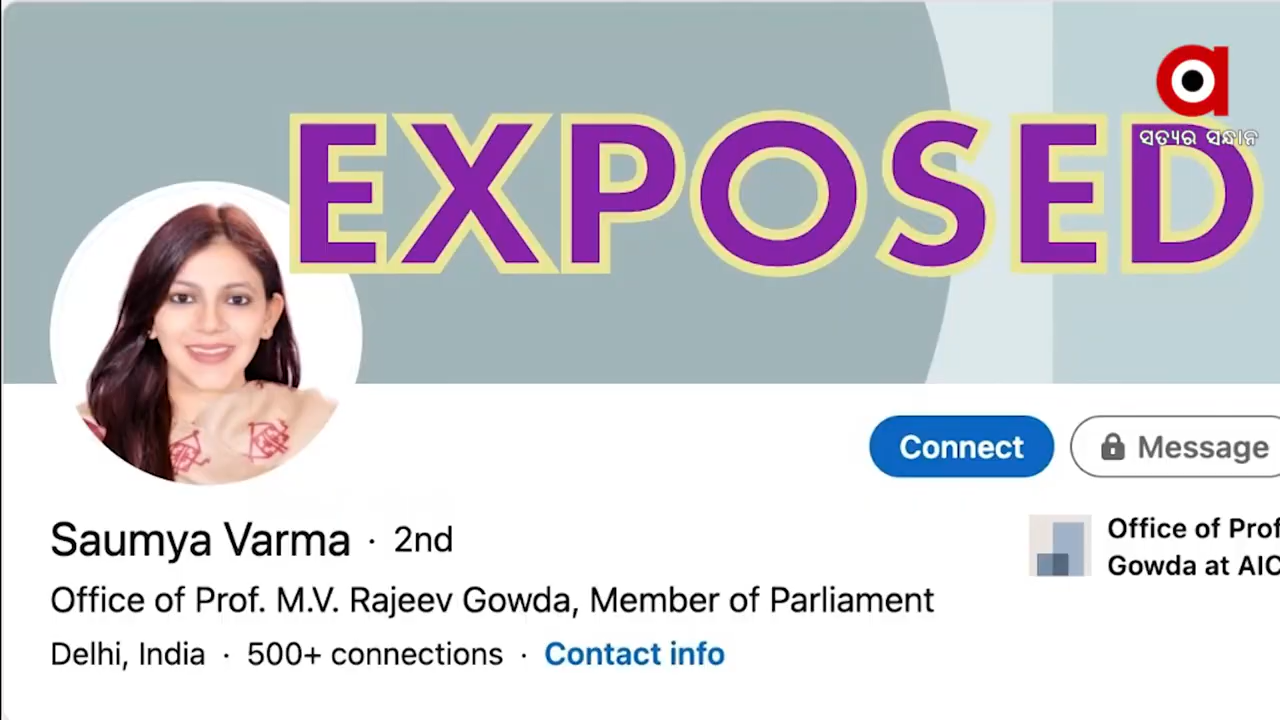 EXPOSED
ସତ୍ୟର ସନ୍ଧାନ
Connect
Message
Saumya Varma · 2nd
Office of Prof. M.V. Rajeev Gowda, Member of Parliament
Delhi, India · 500+ connections · Contact info
Office of Prof
Gowda at AIC